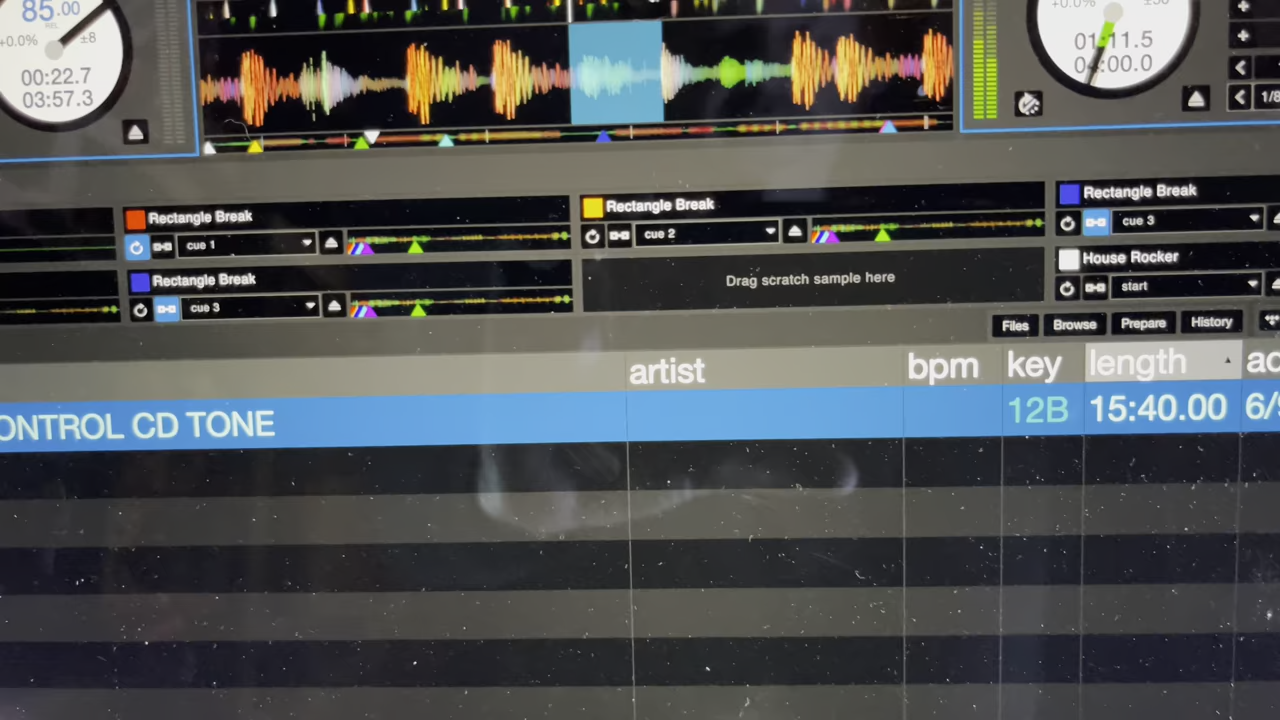 85.00
REL
+0.0%
±8
00:22.7
03:57.3
+0.0%
01:11.5
04:00.0
1/8
Rectangle Break
cue 1
Rectangle Break
cue 2
Rectangle Break
cue 3
Rectangle Break
cue 3
Drag scratch sample here
House Rocker
start
Files
Browse
Prepare
History
artist
bpm
key
length
ONTROL CD TONE
12B
15:40.00